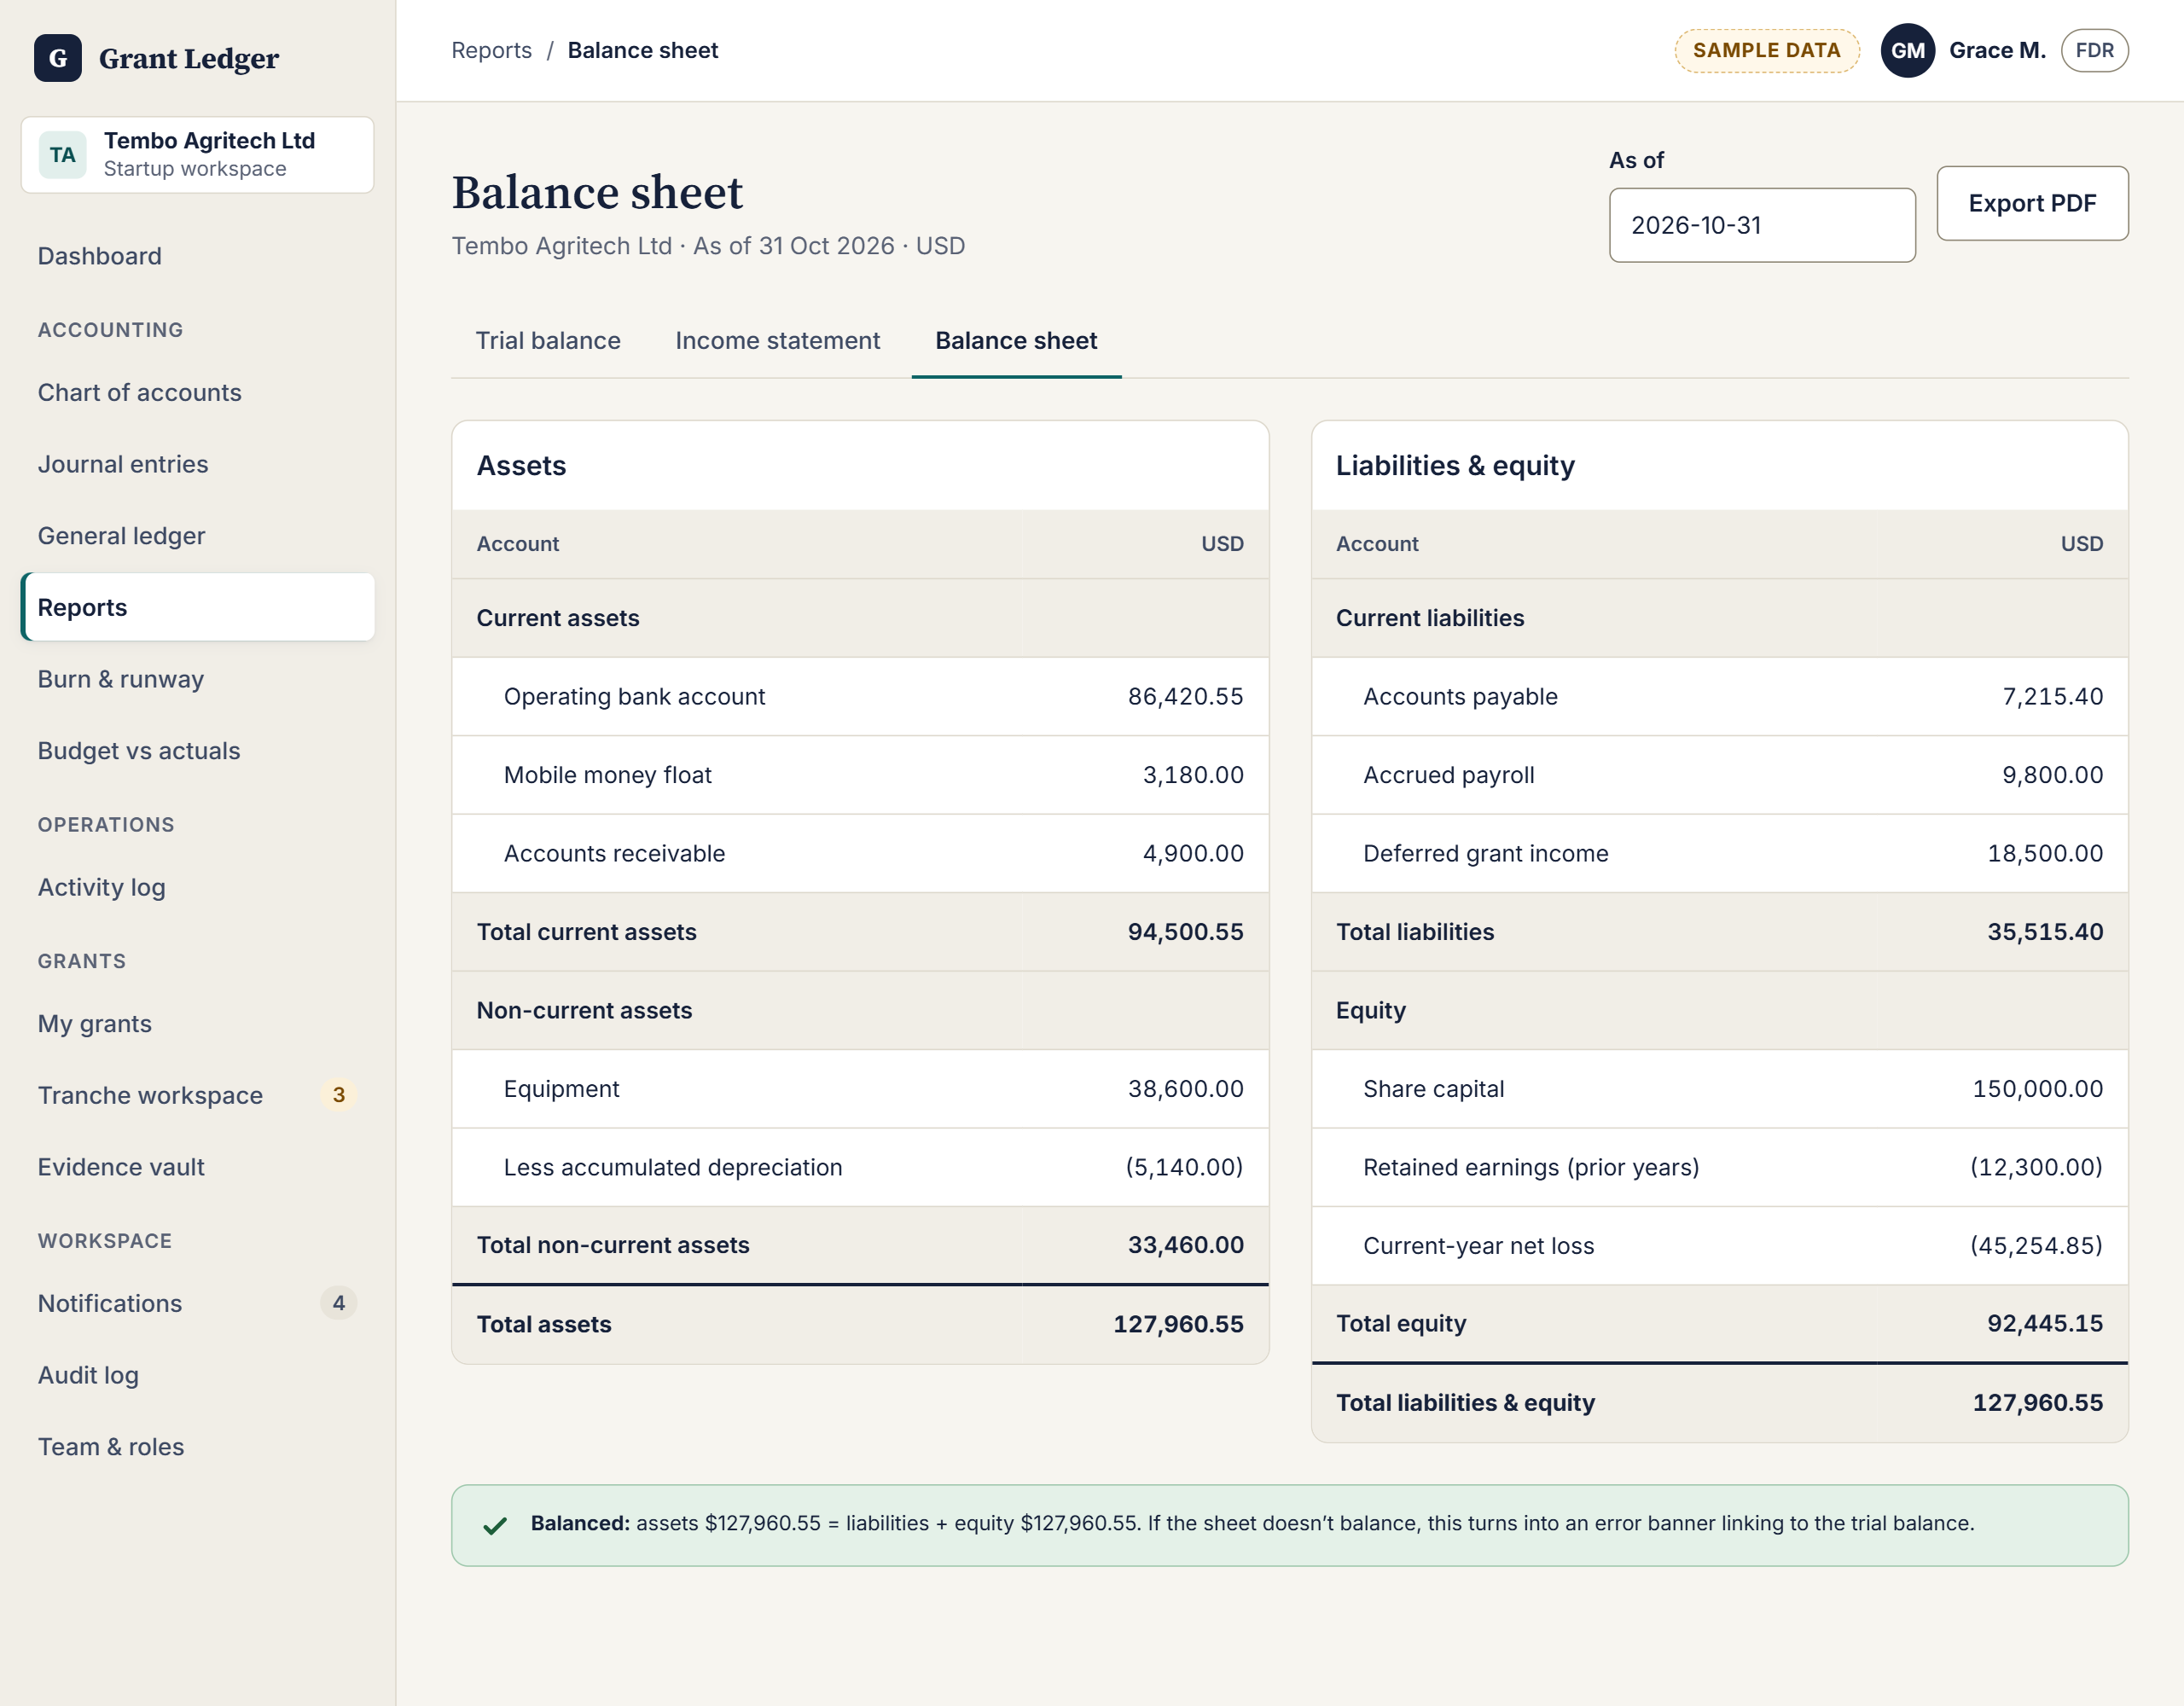 G Grant Ledger
TA Tembo Agritech Ltd
Startup workspace
Dashboard
ACCOUNTING
Chart of accounts
Journal entries
General ledger
Reports
Burn & runway
Budget vs actuals
OPERATIONS
Activity log
GRANTS
My grants
Tranche workspace 3
Evidence vault
WORKSPACE
Notifications 4
Audit log
Team & roles
Reports / Balance sheet
SAMPLE DATA GM Grace M. FDR
Balance sheet
Tembo Agritech Ltd · As of 31 Oct 2026 · USD
As of
2026-10-31
Export PDF
Trial balance Income statement Balance sheet
Assets
Account USD
Current assets
Operating bank account 86,420.55
Mobile money float 3,180.00
Accounts receivable 4,900.00
Total current assets 94,500.55
Non-current assets
Equipment 38,600.00
Less accumulated depreciation (5,140.00)
Total non-current assets 33,460.00
Total assets 127,960.55
Liabilities & equity
Account USD
Current liabilities
Accounts payable 7,215.40
Accrued payroll 9,800.00
Deferred grant income 18,500.00
Total liabilities 35,515.40
Equity
Share capital 150,000.00
Retained earnings (prior years) (12,300.00)
Current-year net loss (45,254.85)
Total equity 92,445.15
Total liabilities & equity 127,960.55
Balanced: assets $127,960.55 = liabilities + equity $127,960.55. If the sheet doesn’t balance, this turns into an error banner linking to the trial balance.